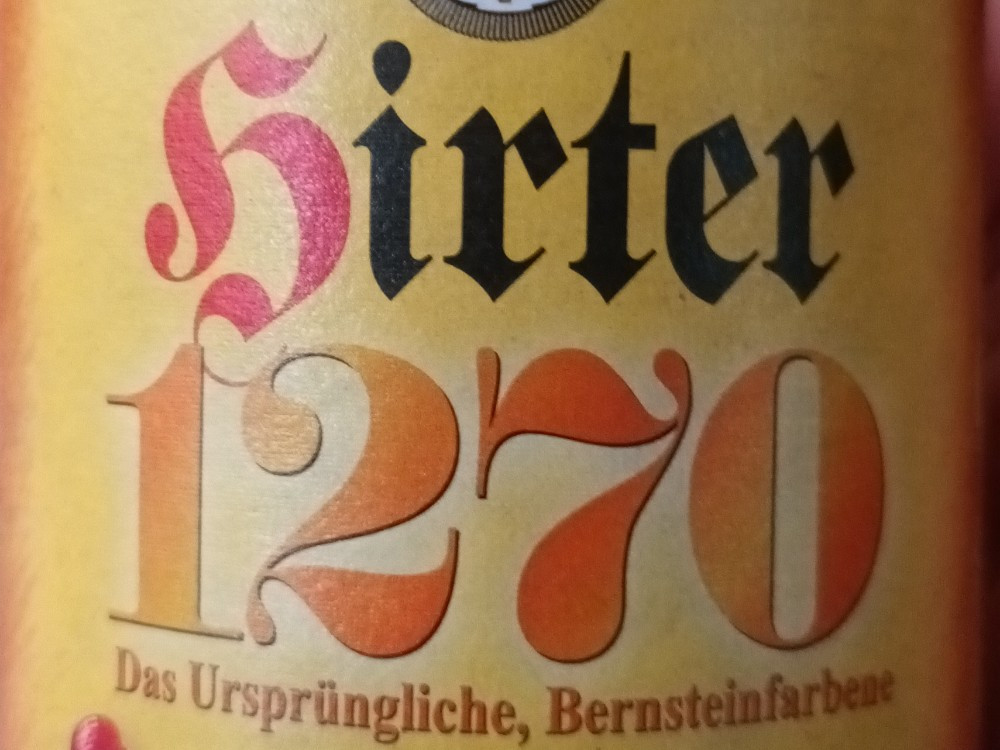 Hirter
1270
Das Ursprüngliche, Bernsteinfarbene